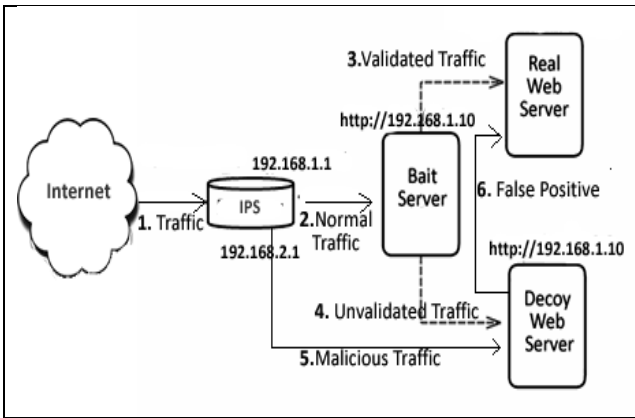 3.Validated Traffic
Real
Web
Server
http://192.168.1.10
Internet
192.168.1.1
Bait
Server
1. Traffic
IPS
2.Normal
Traffic
6. False Positive
192.168.2.1
http://192.168.1.10
4. Unvalidated Traffic
Decoy
Web
Server
5.Malicious Traffic